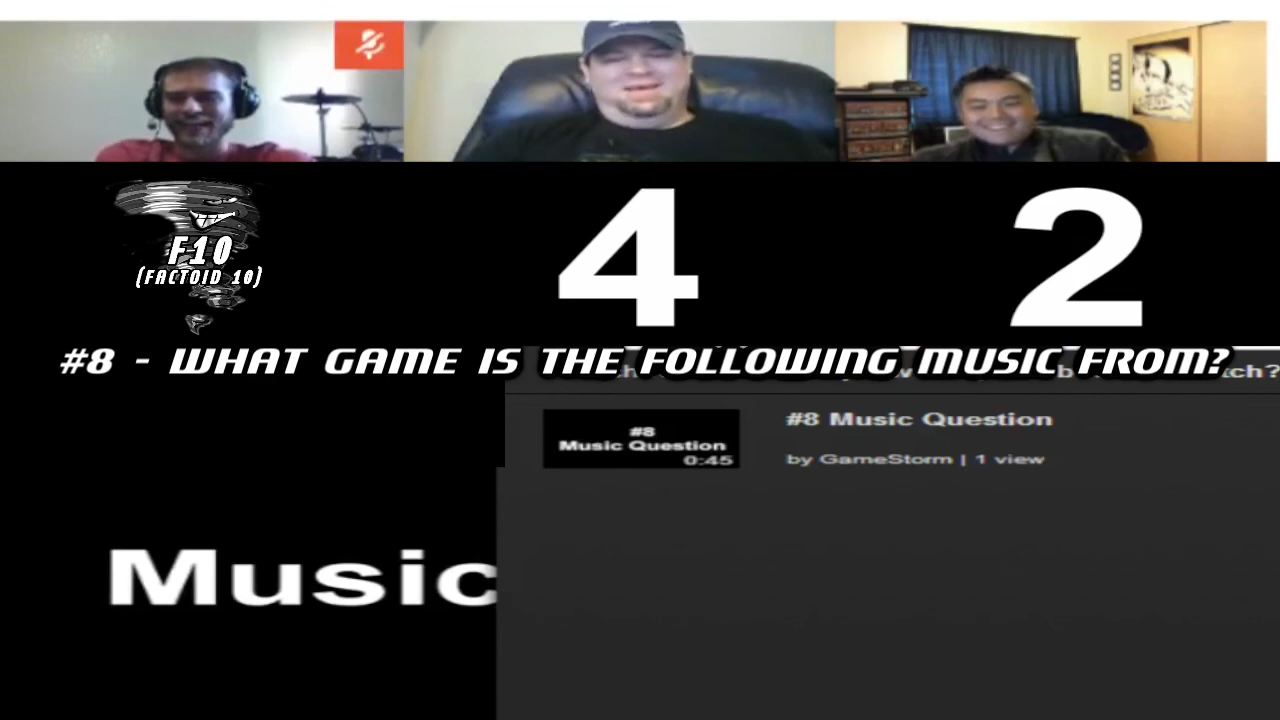 F10
(FACTOID 10)
4
2
#8 - WHAT GAME IS THE FOLLOWING MUSIC FROM?
#8
Music Question
0:45
#8 Music Question
by GameStorm | 1 view
Music